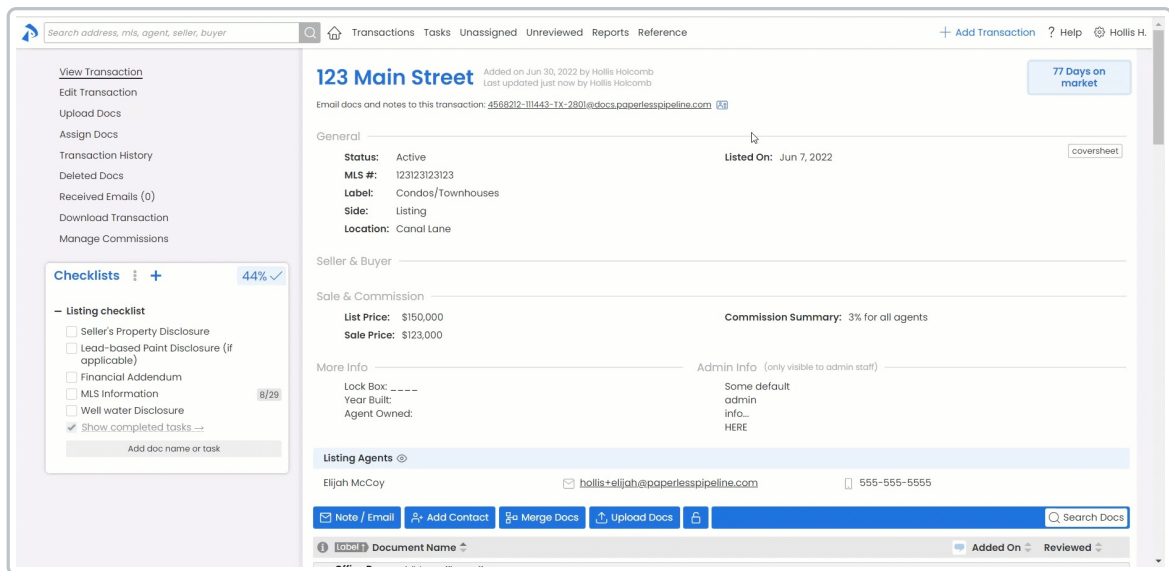 Search address, mls, agent, seller, buyer
Transactions Tasks Unassigned Unreviewed Reports Reference
+ Add Transaction
? Help
Hollis H.
View Transaction
Edit Transaction
Upload Docs
Assign Docs
Transaction History
Deleted Docs
Received Emails (0)
Download Transaction
Manage Commissions
Checklists
+
44%
Listing checklist
Seller's Property Disclosure
Lead-based Paint Disclosure (if
applicable)
Financial Addendum
MLS Information 8/29
Well water Disclosure
Show completed tasks →
Add doc name or task
123 Main Street
Added on Jun 30, 2022 by Hollis Holcomb
Last updated just now by Hollis Holcomb
77 Days on
market
Email docs and notes to this transaction: 4568212-111443-TX-2801@docs.paperlesspipeline.com
General
coversheet
Status: Active
Listed On: Jun 7, 2022
MLS #: 123123123123
Label: Condos/Townhouses
Side: Listing
Location: Canal Lane
Seller & Buyer
Sale & Commission
List Price: $150,000
Commission Summary: 3% for all agents
Sale Price: $123,000
More Info
Lock Box: _ _ _ _
Year Built:
Agent Owned:
Admin Info (only visible to admin staff)
Some default
admin
info...
HERE
Listing Agents
Elijah McCoy hollis+elijah@paperlesspipeline.com 555-555-5555
Note / Email
Add Contact
Merge Docs
Upload Docs
Search Docs
Label ↑ Document Name
Added On
Reviewed